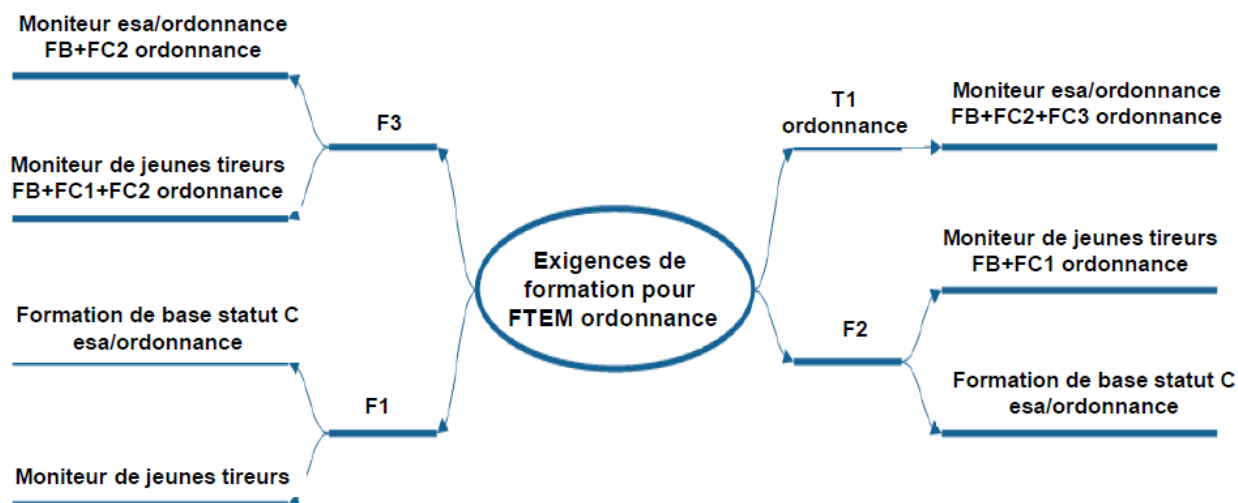 Moniteur esa/ordonnance
FB+FC2 ordonnance
F3
Moniteur de jeunes tireurs
FB+FC1+FC2 ordonnance
Formation de base statut C
esa/ordonnance
F1
Moniteur de jeunes tireurs
Exigences de
formation pour
FTEM ordonnance
T1
ordonnance
Moniteur esa/ordonnance
FB+FC2+FC3 ordonnance
Moniteur de jeunes tireurs
FB+FC1 ordonnance
F2
Formation de base statut C
esa/ordonnance